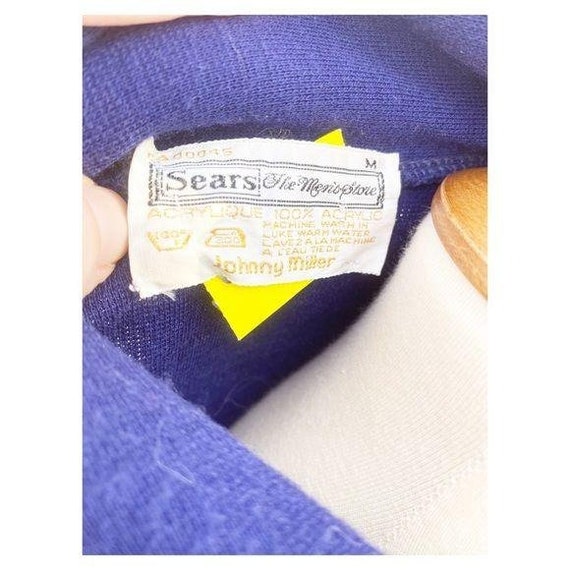 M
Sears The Men's Store
ACRYLIQUE 100% ACRYLIC
MACHINE WASH IN
LUKE WARM WATER
LAVEZ A LA MACHINE
A L'EAU TIEDE
Johnny Miller